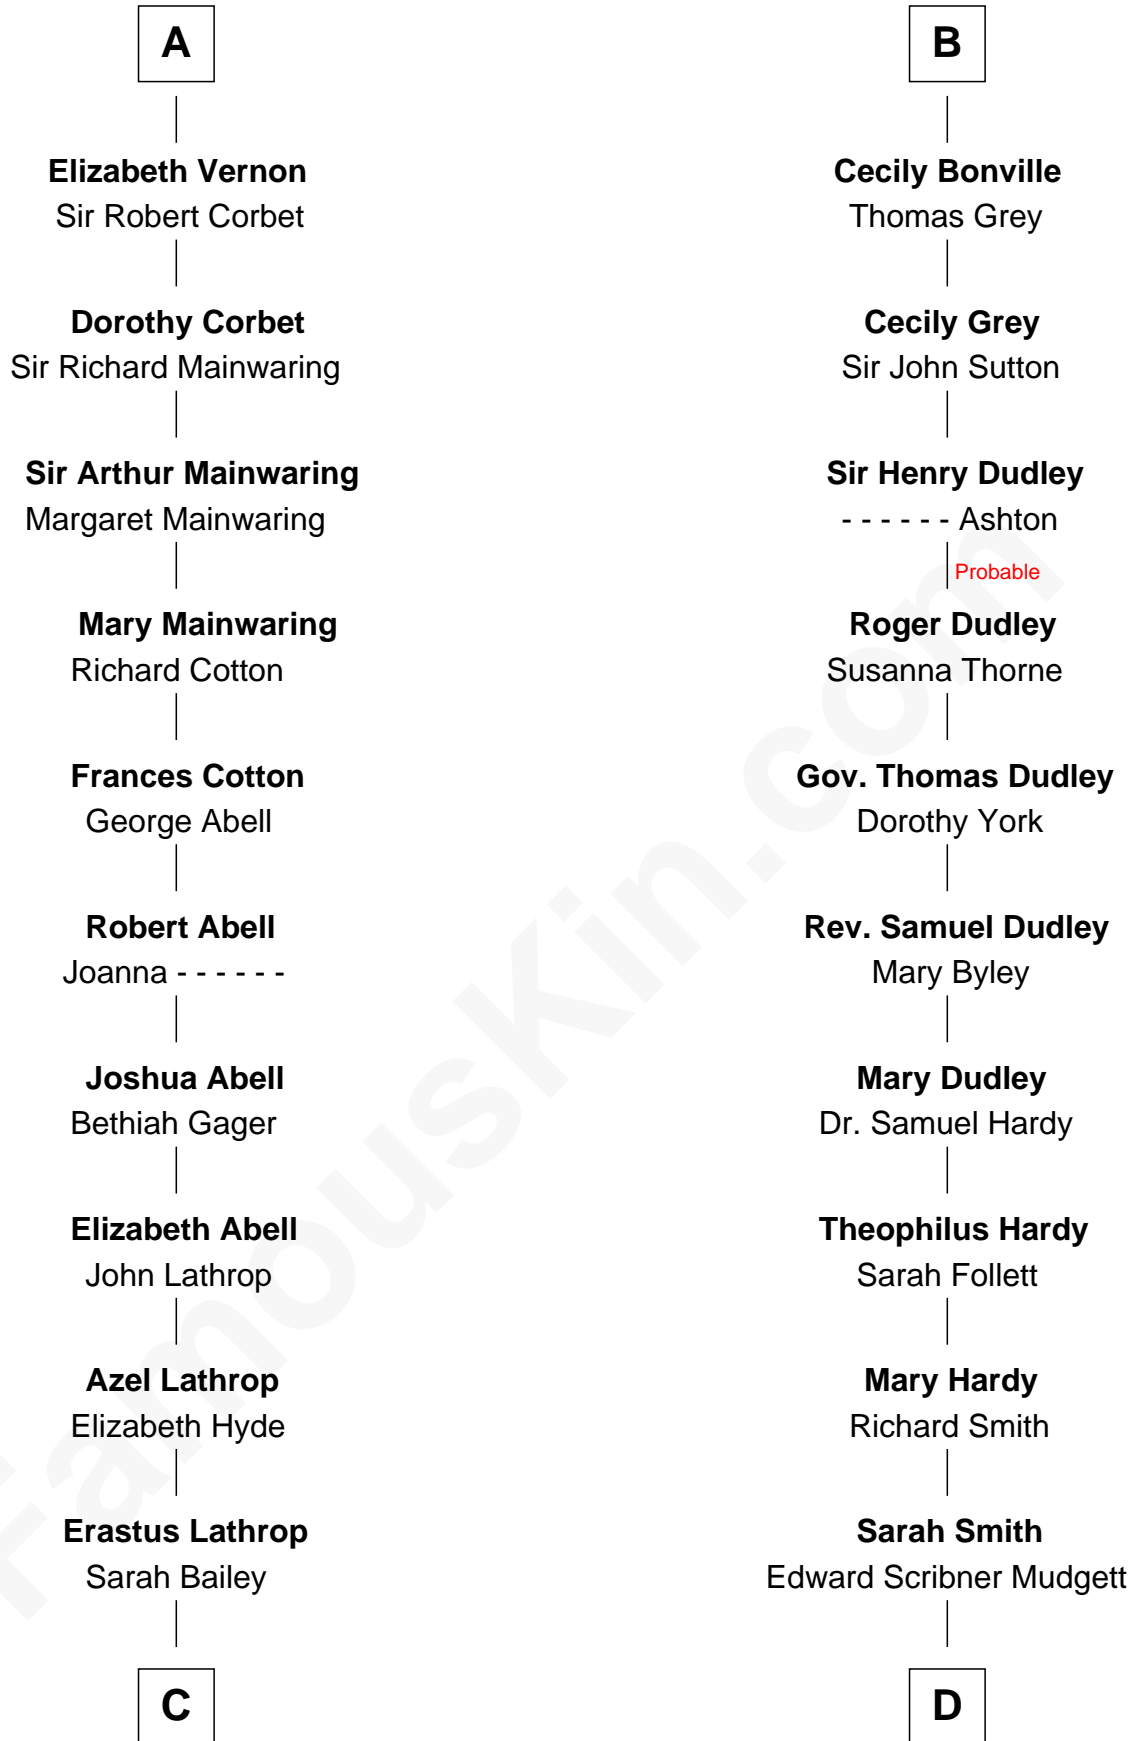 A
Elizabeth Vernon
Sir Robert Corbet
Dorothy Corbet
Sir Richard Mainwaring
Sir Arthur Mainwaring
Margaret Mainwaring
Mary Mainwaring
Richard Cotton
Frances Cotton
George Abell
Robert Abell
Joanna - - - - - -
Joshua Abell
Bethiah Gager
Elizabeth Abell
John Lathrop
Azel Lathrop
Elizabeth Hyde
Erastus Lathrop
Sarah Bailey
C
B
Cecily Bonville
Thomas Grey
Cecily Grey
Sir John Sutton
Sir Henry Dudley
- - - - - - Ashton
Probable
Roger Dudley
Susanna Thorne
Gov. Thomas Dudley
Dorothy York
Rev. Samuel Dudley
Mary Byley
Mary Dudley
Dr. Samuel Hardy
Theophilus Hardy
Sarah Follett
Mary Hardy
Richard Smith
Sarah Smith
Edward Scribner Mudgett
D
FamousKin.com